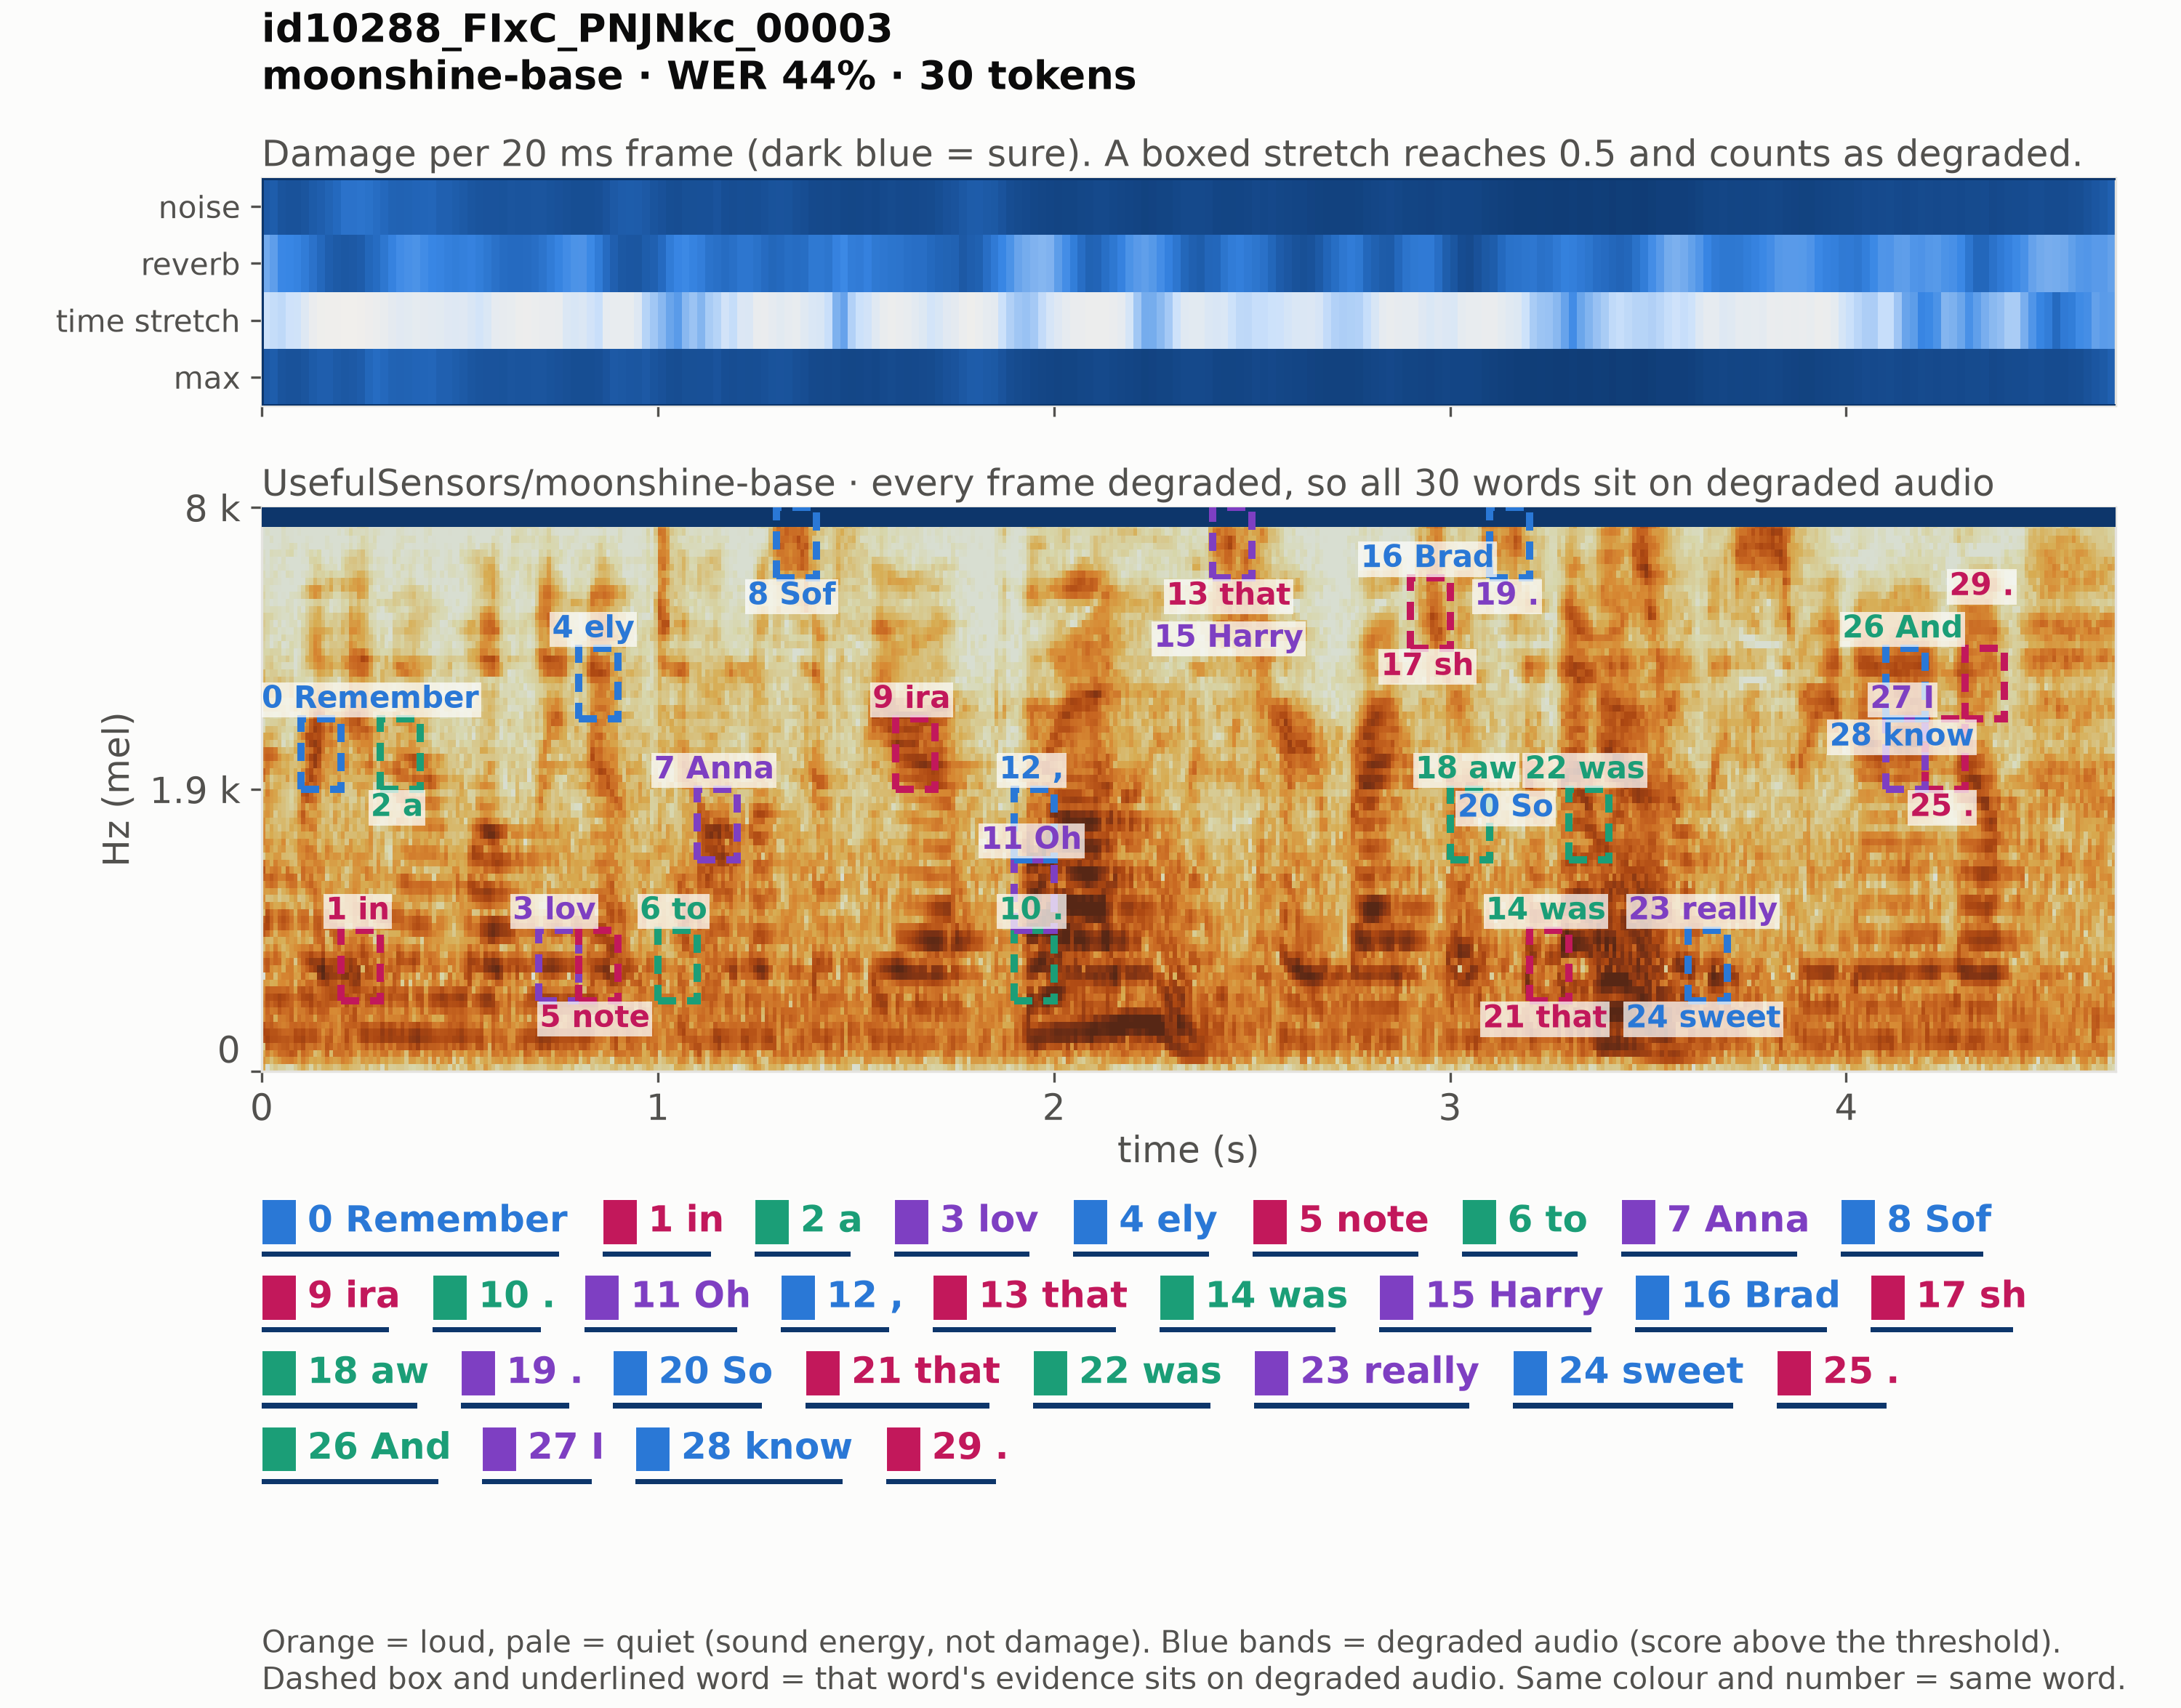 id10288_FIxC_PNJNkc_00003
moonshine-base · WER 44% · 30 tokens
Damage per 20 ms frame (dark blue = sure). A boxed stretch reaches 0.5 and counts as degraded.
noise
reverb
time stretch
max
UsefulSensors/moonshine-base · every frame degraded, so all 30 words sit on degraded audio
8 k
1.9 k
0
Hz (mel)
0 Remember
1 in
2 a
3 lov
4 ely
5 note
6 to
7 Anna
8 Sof
9 ira
10 .
11 Oh
12 ,
13 that
15 Harry
16 Brad
17 sh
19 .
18 aw
22 was
20 So
14 was
21 that
23 really
24 sweet
29 .
26 And
27 I
28 know
25 .
0 1 2 3 4
time (s)
0 Remember 1 in 2 a 3 lov 4 ely 5 note 6 to 7 Anna 8 Sof
9 ira 10 . 11 Oh 12 , 13 that 14 was 15 Harry 16 Brad 17 sh
18 aw 19 . 20 So 21 that 22 was 23 really 24 sweet 25 .
26 And 27 I 28 know 29 .
Orange = loud, pale = quiet (sound energy, not damage). Blue bands = degraded audio (score above the threshold).
Dashed box and underlined word = that word's evidence sits on degraded audio. Same colour and number = same word.